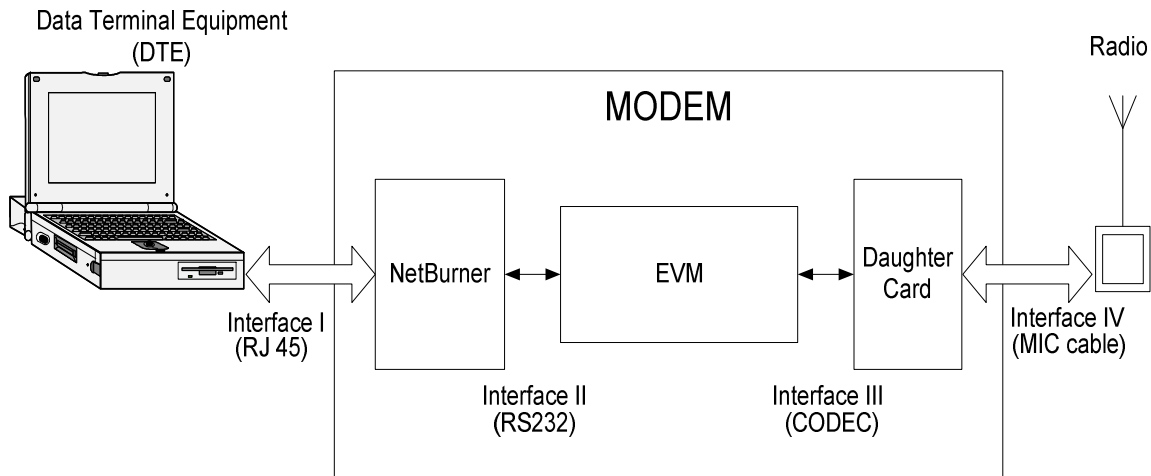 Data Terminal Equipment
(DTE)
Radio
MODEM
NetBurner
EVM
Daughter
Card
Interface I
(RJ 45)
Interface IV
(MIC cable)
Interface II
(RS232)
Interface III
(CODEC)